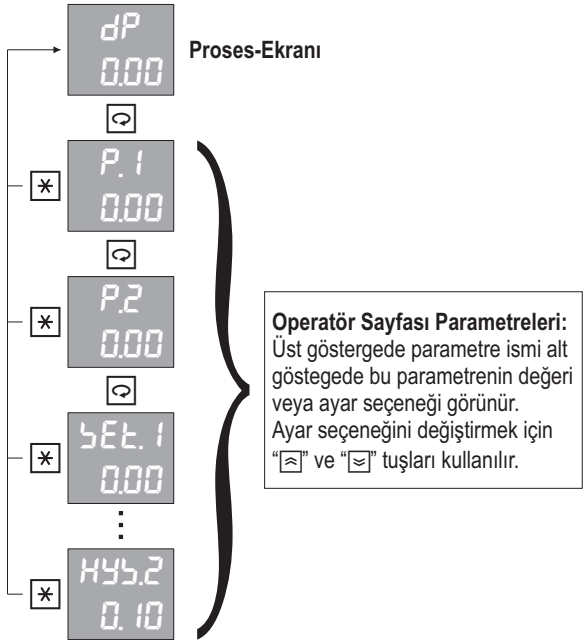 dP
0.00
Proses-Ekranı
P.1
0.00
P.2
0.00
SEt.1
0.00
HYS.2
0.10
Operatör Sayfası Parametreleri:
Üst göstergede parametre ismi alt
göstegede bu parametrenin değeri
veya ayar seçeneği görünür.
Ayar seçeneğini değiştirmek için
“” ve “” tuşları kullanılır.